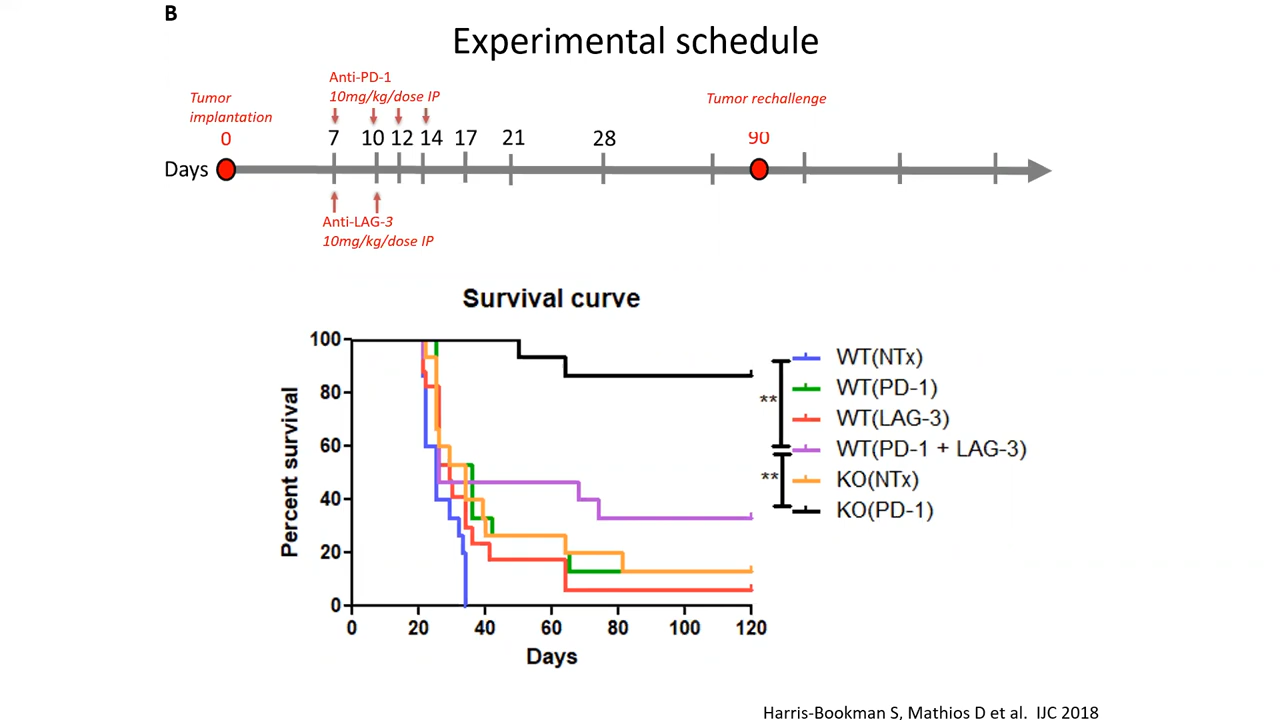 B
Experimental schedule
Anti-PD-1
10mg/kg/dose IP
Tumor
implantation
Tumor rechallenge
0 7 10 12 14 17 21 28 90
Days
Anti-LAG-3
10mg/kg/dose IP
Survival curve
Percent survival
100
80
60
40
20
0
0 20 40 60 80 100 120
Days
WT(NTx)
WT(PD-1)
WT(LAG-3)
WT(PD-1 + LAG-3)
KO(NTx)
KO(PD-1)
**
**
Harris-Bookman S, Mathios D et al. IJC 2018